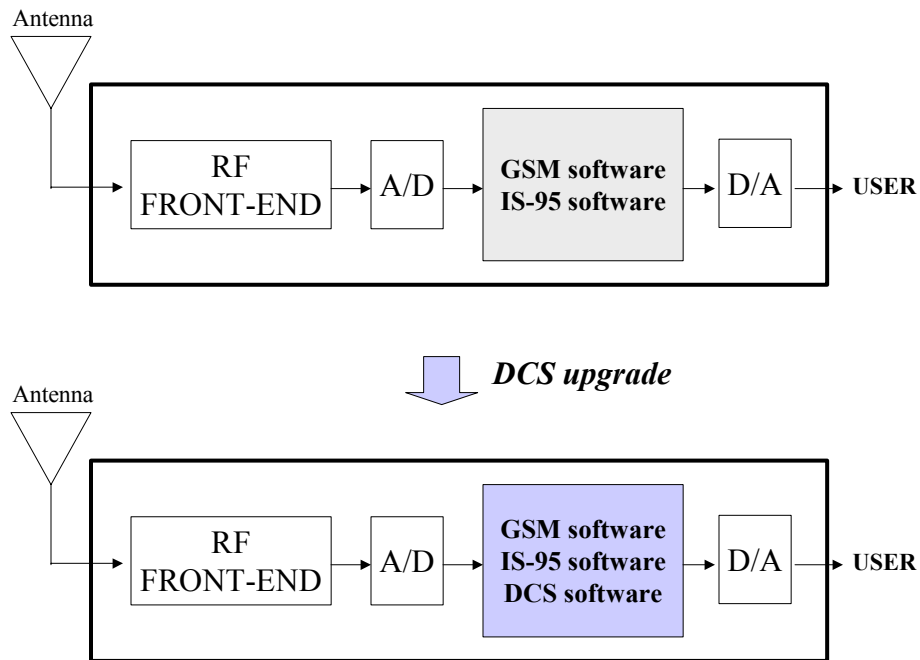 Antenna
RF
FRONT-END
A/D
GSM software
IS-95 software
D/A
USER
DCS upgrade
Antenna
RF
FRONT-END
A/D
GSM software
IS-95 software
DCS software
D/A
USER